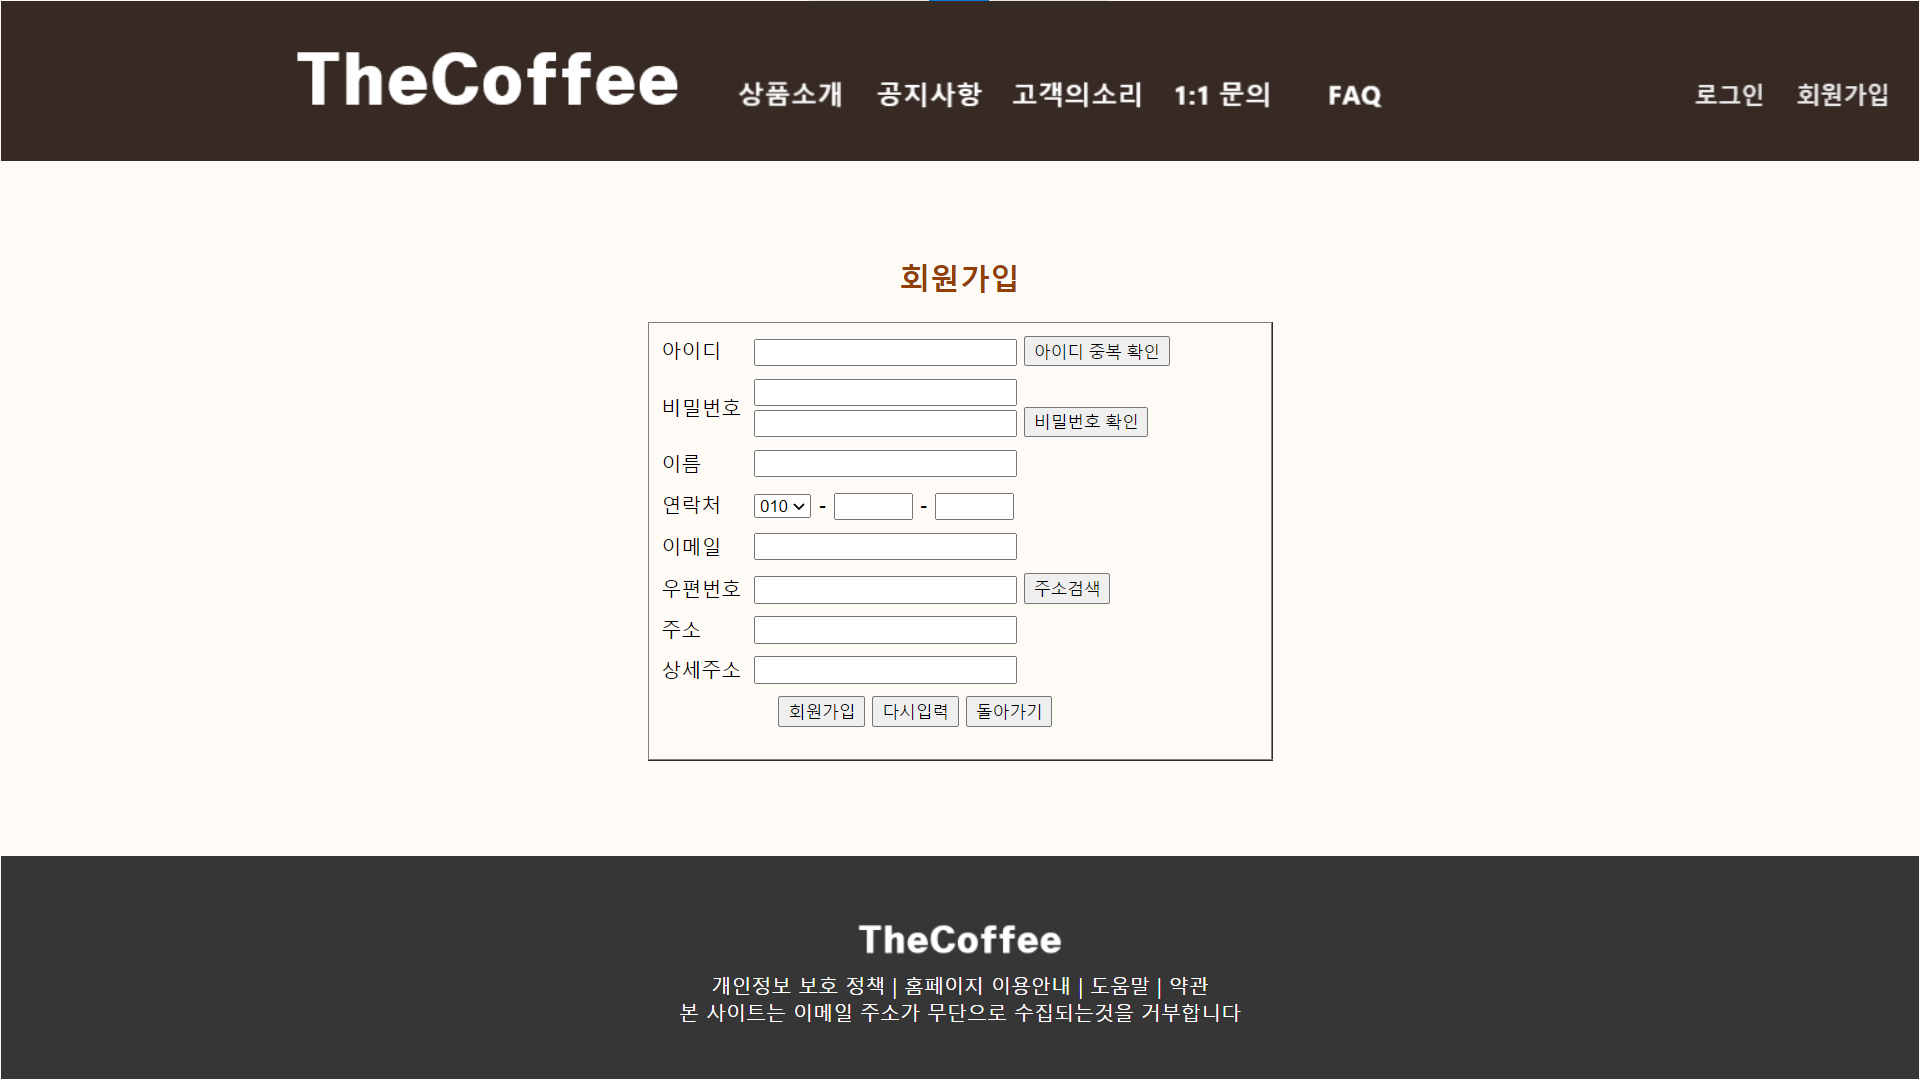 TheCoffee 상품소개 공지사항 고객의소리 1:1 문의 FAQ 로그인 회원가입
회원가입
아이디 아이디 중복 확인
비밀번호
비밀번호 확인
이름
연락처 010 - -
이메일
우편번호 주소검색
주소
상세주소
회원가입 다시입력 돌아가기
TheCoffee
개인정보 보호 정책 | 홈페이지 이용안내 | 도움말 | 약관
본 사이트는 이메일 주소가 무단으로 수집되는것을 거부합니다